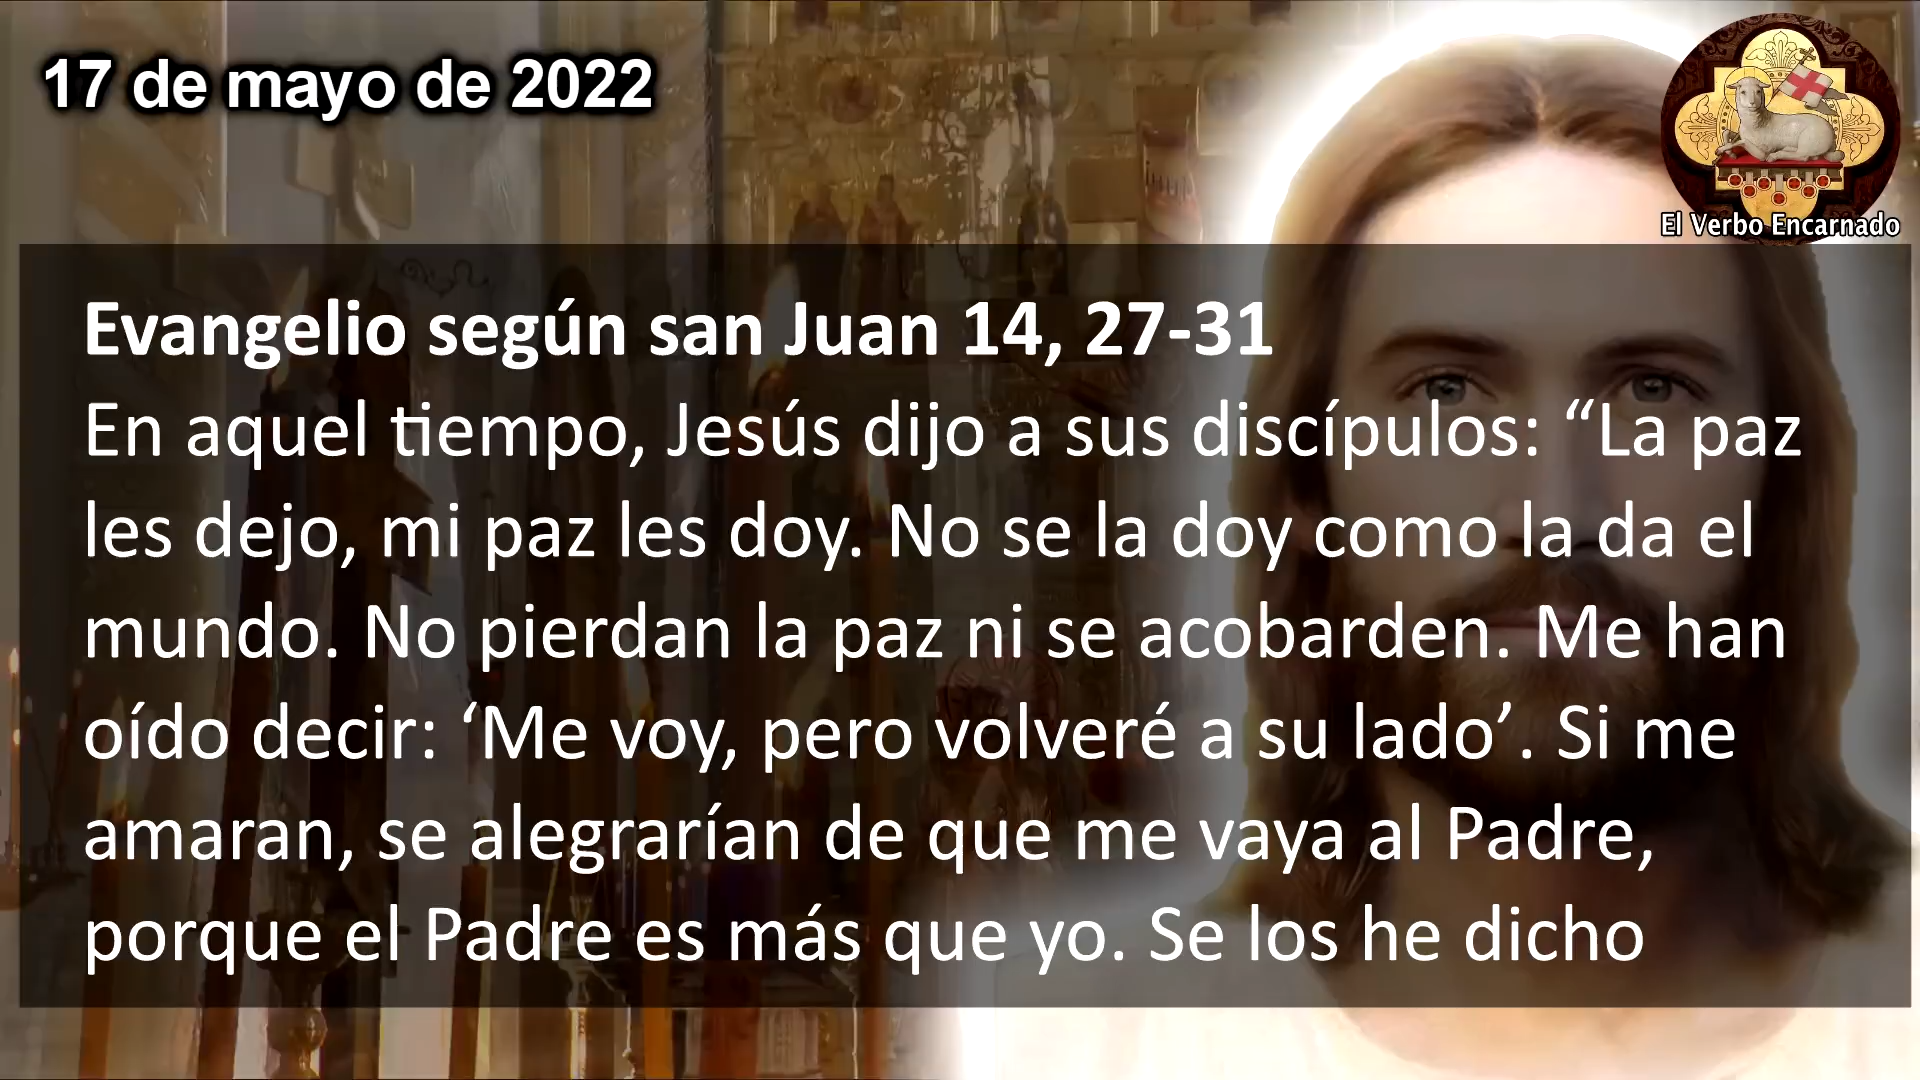 17 de mayo de 2022
El Verbo Encarnado
Evangelio según san Juan 14, 27-31
En aquel tiempo, Jesús dijo a sus discípulos: “La paz
les dejo, mi paz les doy. No se la doy como la da el
mundo. No pierdan la paz ni se acobarden. Me han
oído decir: ‘Me voy, pero volveré a su lado’. Si me
amaran, se alegrarían de que me vaya al Padre,
porque el Padre es más que yo. Se los he dicho